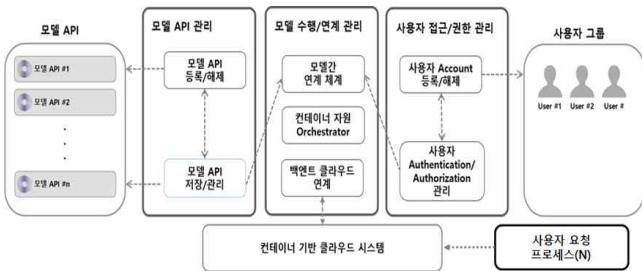 모델 API
모델 API 관리
모델 수행/연계 관리
사용자 접근/권한 관리
사용자 그룹
모델 API #1
모델 API #2
모델 API #n
모델 API
등록/해제
모델 API
저장/관리
모델간
연계 체계
컨테이너 자원
Orchestrator
백엔트 클라우드
연계
사용자 Account
등록/해제
사용자
Authentication/
Authorization
관리
User #1
User #2
User #
컨테이너 기반 클라우드 시스템
사용자 요청
프로세스(N)